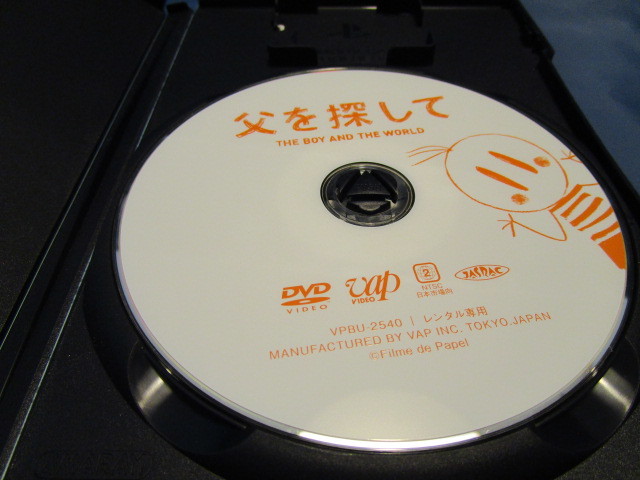 父を探して
THE BOY AND THE WORLD
DVD
VIDEO
vap
VIDEO
2
NTSC
日本市場向
JASRAC
VPBU-2540 | レンタル専用
MANUFACTURED BY VAP INC. TOKYO.JAPAN
©Filme de Papel